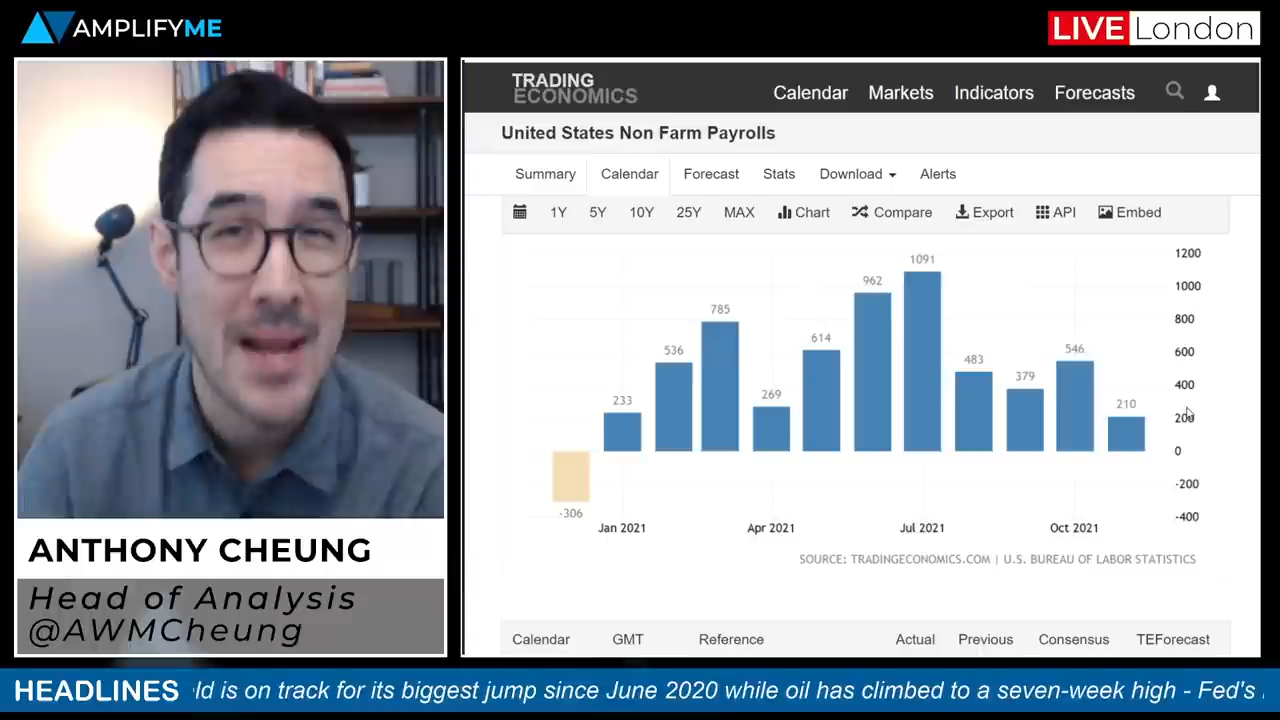 AMPLIFYME
LIVE London
TRADING
ECONOMICS
Calendar Markets Indicators Forecasts
United States Non Farm Payrolls
Summary Calendar Forecast Stats Download Alerts
1Y 5Y 10Y 25Y MAX Chart Compare Export API Embed
1200
1000
800
600
400
200
0
-200
-400
-306
233
536
785
269
614
962
1091
483
379
546
210
Jan 2021 Apr 2021 Jul 2021 Oct 2021
SOURCE: TRADINGECONOMICS.COM | U.S. BUREAU OF LABOR STATISTICS
Calendar GMT Reference Actual Previous Consensus TEForecast
ANTHONY CHEUNG
Head of Analysis
@AWMCheung
HEADLINES is on track for its biggest jump since June 2020 while oil has climbed to a seven-week high - Fed's